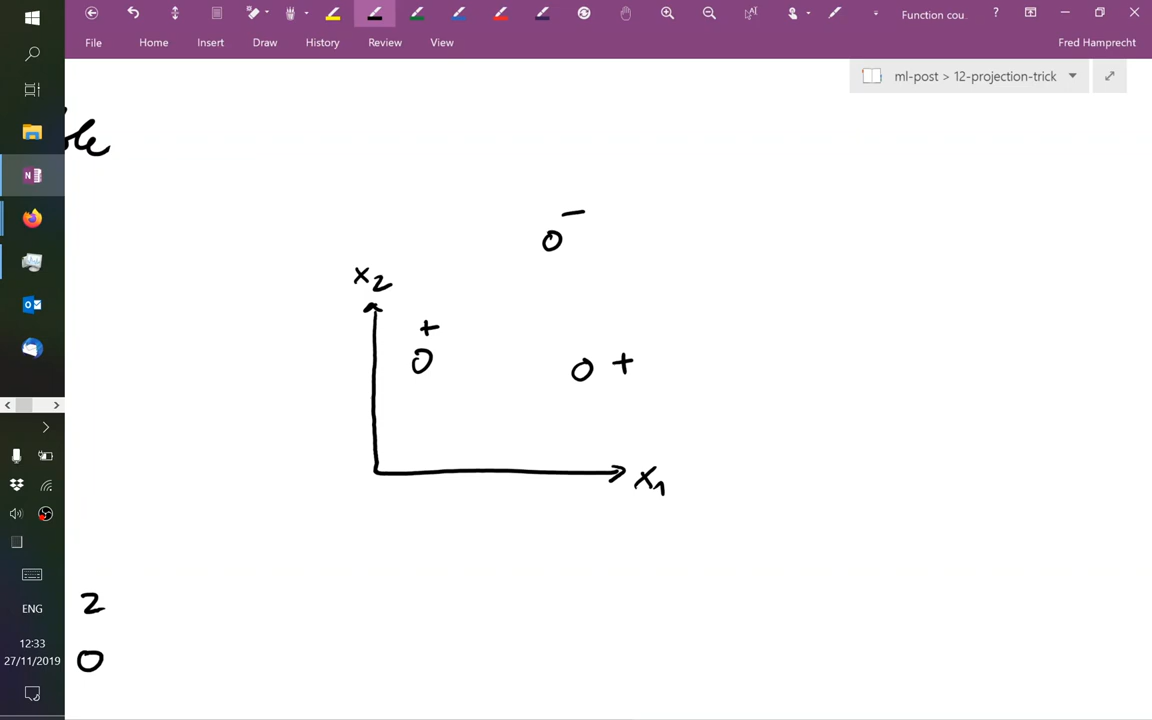 Function cou...
Fred Hamprecht
File Home Insert Draw History Review View
ml-post > 12-projection-trick
x2
+
o
o −
o +
x1
2
0
ENG
12:33
27/11/2019